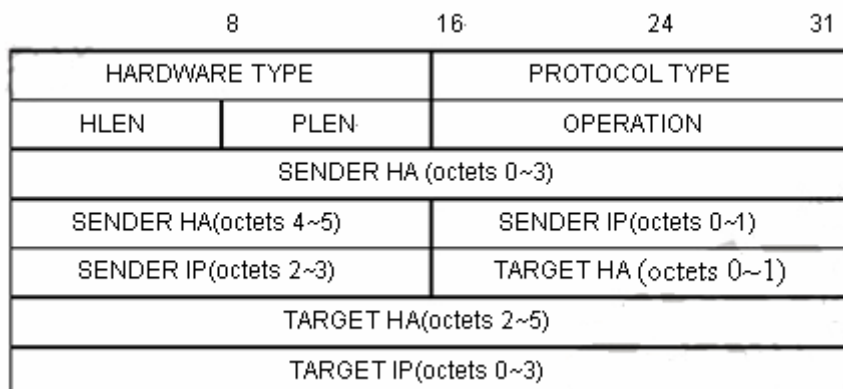 8 16 24 31
HARDWARE TYPE PROTOCOL TYPE
HLEN PLEN OPERATION
SENDER HA (octets 0~3)
SENDER HA(octets 4~5) SENDER IP(octets 0~1)
SENDER IP(octets 2~3) TARGET HA (octets 0~1)
TARGET HA(octets 2~5)
TARGET IP(octets 0~3)